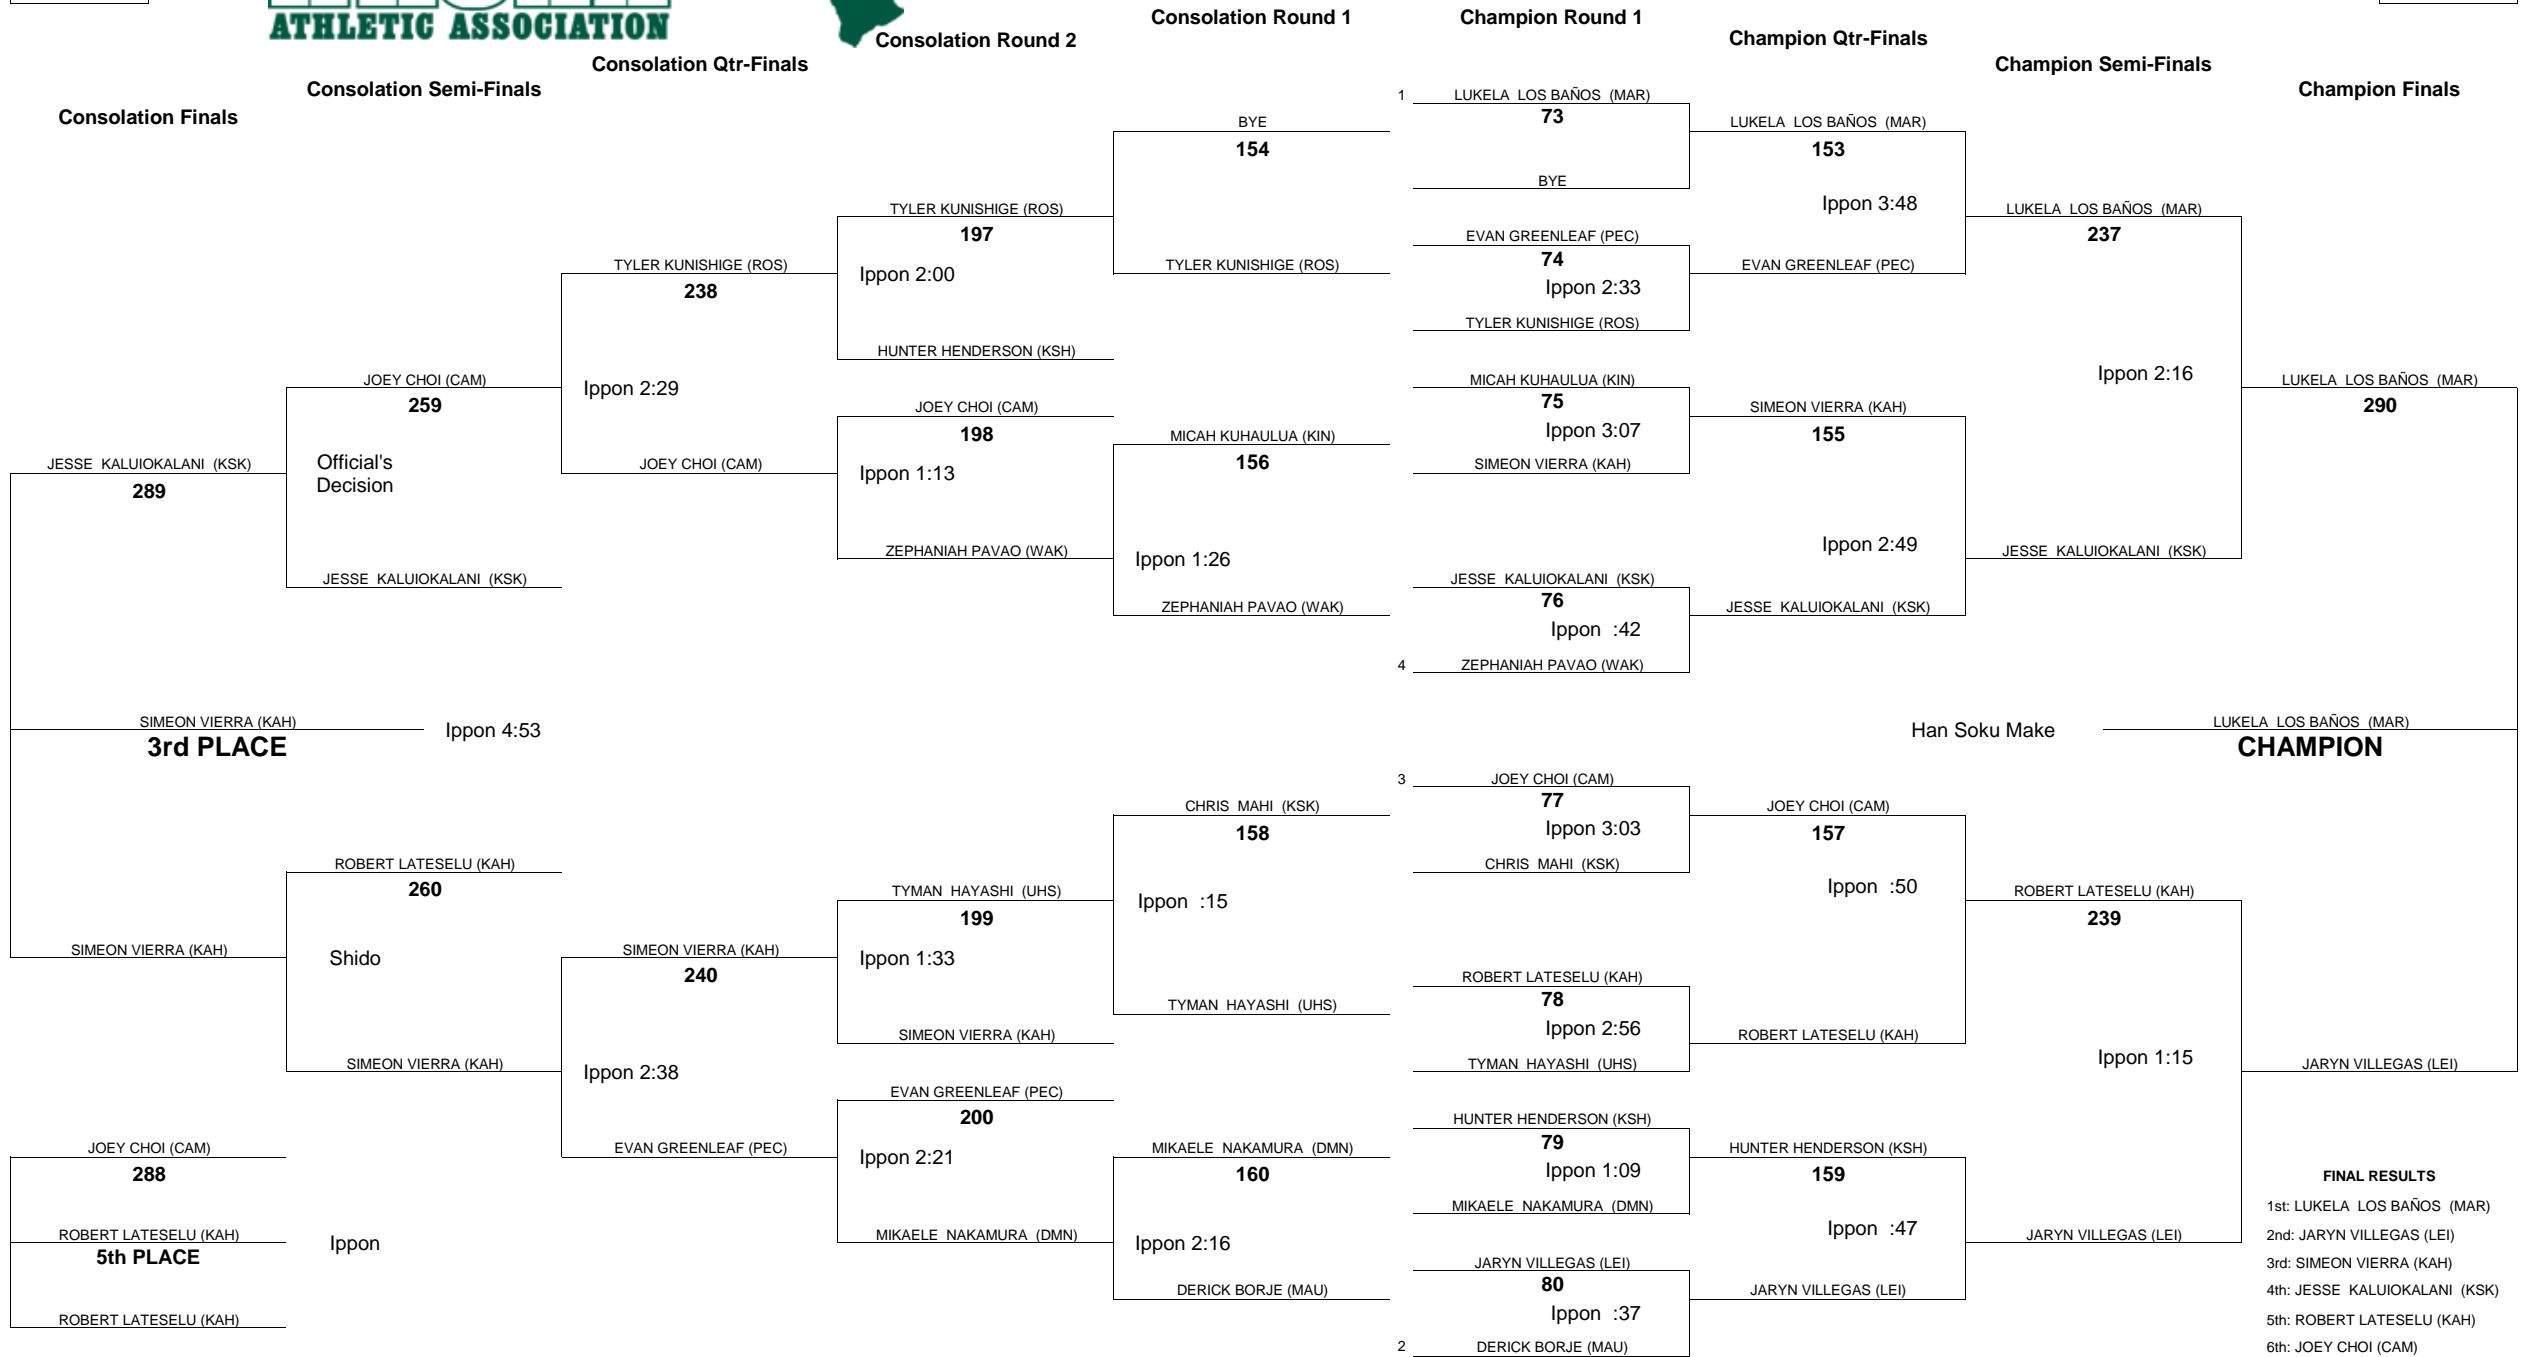 ATHLETIC ASSOCIATION
Consolation Finals
Consolation Semi-Finals
Consolation Qtr-Finals
Consolation Round 2
Consolation Round 1
Champion Round 1
Champion Qtr-Finals
Champion Semi-Finals
Champion Finals
JESSE KALUIOKALANI (KSK)
289
SIMEON VIERRA (KAH)
3rd PLACE
Ippon 4:53
SIMEON VIERRA (KAH)
JOEY CHOI (CAM)
288
ROBERT LATESELU (KAH)
5th PLACE
Ippon
ROBERT LATESELU (KAH)
JOEY CHOI (CAM)
259
Official's
Decision
JESSE KALUIOKALANI (KSK)
ROBERT LATESELU (KAH)
260
Shido
SIMEON VIERRA (KAH)
TYLER KUNISHIGE (ROS)
238
Ippon 2:29
JOEY CHOI (CAM)
SIMEON VIERRA (KAH)
240
Ippon 2:38
EVAN GREENLEAF (PEC)
TYLER KUNISHIGE (ROS)
197
Ippon 2:00
HUNTER HENDERSON (KSH)
JOEY CHOI (CAM)
198
Ippon 1:13
ZEPHANIAH PAVAO (WAK)
TYMAN HAYASHI (UHS)
199
Ippon 1:33
SIMEON VIERRA (KAH)
EVAN GREENLEAF (PEC)
200
Ippon 2:21
MIKAELE NAKAMURA (DMN)
BYE
154
TYLER KUNISHIGE (ROS)
MICAH KUHAULUA (KIN)
156
Ippon 1:26
ZEPHANIAH PAVAO (WAK)
CHRIS MAHI (KSK)
158
Ippon :15
TYMAN HAYASHI (UHS)
MIKAELE NAKAMURA (DMN)
160
Ippon 2:16
DERICK BORJE (MAU)
1 LUKELA LOS BAÑOS (MAR)
73
BYE
EVAN GREENLEAF (PEC)
74
Ippon 2:33
TYLER KUNISHIGE (ROS)
MICAH KUHAULUA (KIN)
75
Ippon 3:07
SIMEON VIERRA (KAH)
JESSE KALUIOKALANI (KSK)
76
Ippon :42
4 ZEPHANIAH PAVAO (WAK)
3 JOEY CHOI (CAM)
77
Ippon 3:03
CHRIS MAHI (KSK)
ROBERT LATESELU (KAH)
78
Ippon 2:56
TYMAN HAYASHI (UHS)
HUNTER HENDERSON (KSH)
79
Ippon 1:09
MIKAELE NAKAMURA (DMN)
JARYN VILLEGAS (LEI)
80
Ippon :37
2 DERICK BORJE (MAU)
LUKELA LOS BAÑOS (MAR)
153
Ippon 3:48
EVAN GREENLEAF (PEC)
SIMEON VIERRA (KAH)
155
Ippon 2:49
JESSE KALUIOKALANI (KSK)
JOEY CHOI (CAM)
157
Ippon :50
ROBERT LATESELU (KAH)
HUNTER HENDERSON (KSH)
159
Ippon :47
JARYN VILLEGAS (LEI)
LUKELA LOS BAÑOS (MAR)
237
Ippon 2:16
JESSE KALUIOKALANI (KSK)
ROBERT LATESELU (KAH)
239
Ippon 1:15
JARYN VILLEGAS (LEI)
LUKELA LOS BAÑOS (MAR)
290
Han Soku Make
LUKELA LOS BAÑOS (MAR)
CHAMPION
JARYN VILLEGAS (LEI)
FINAL RESULTS
1st: LUKELA LOS BAÑOS (MAR)
2nd: JARYN VILLEGAS (LEI)
3rd: SIMEON VIERRA (KAH)
4th: JESSE KALUIOKALANI (KSK)
5th: ROBERT LATESELU (KAH)
6th: JOEY CHOI (CAM)